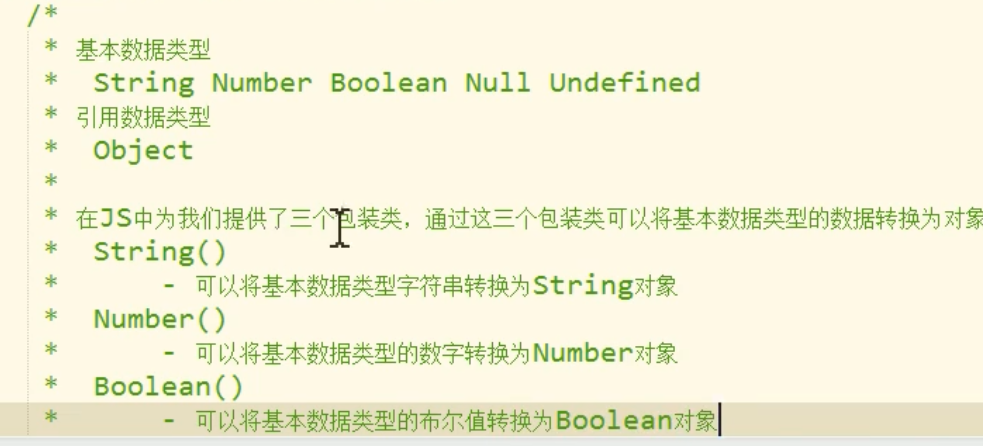 /*
* 基本数据类型
* String Number Boolean Null Undefined
* 引用数据类型
* Object
*
* 在JS中为我们提供了三个包装类，通过这三个包装类可以将基本数据类型的数据转换为对象
* String()
* - 可以将基本数据类型字符串转换为String对象
* Number()
* - 可以将基本数据类型的数字转换为Number对象
* Boolean()
* - 可以将基本数据类型的布尔值转换为Boolean对象